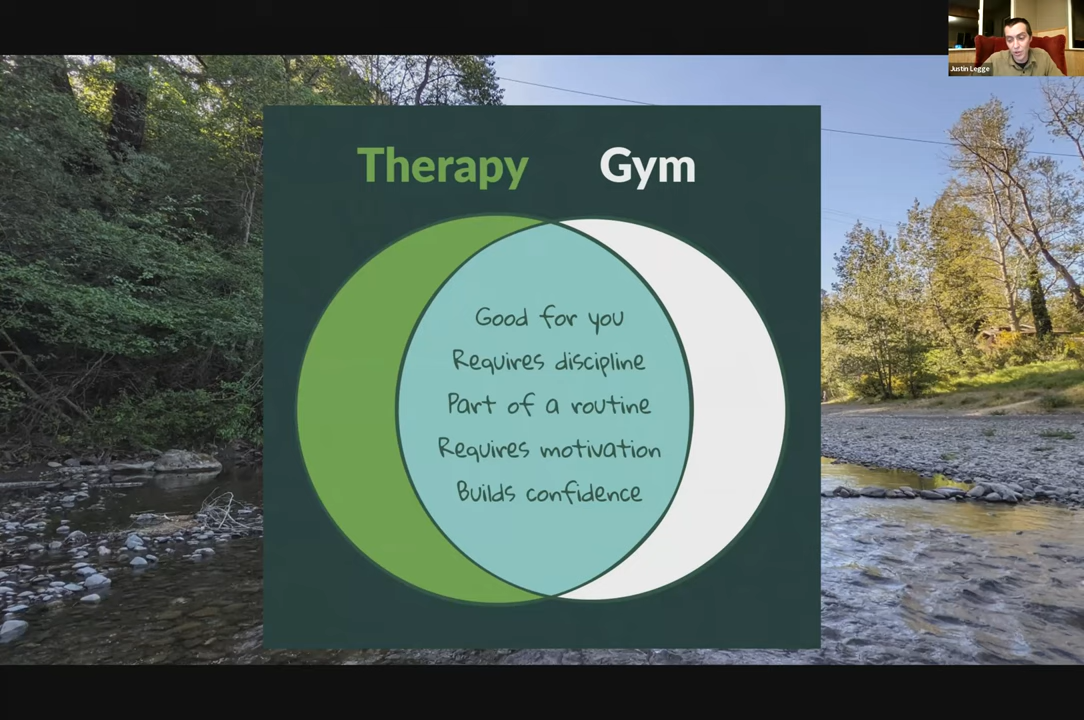 Justin Legge
Therapy
Gym
Good for you
Requires discipline
Part of a routine
Requires motivation
Builds confidence